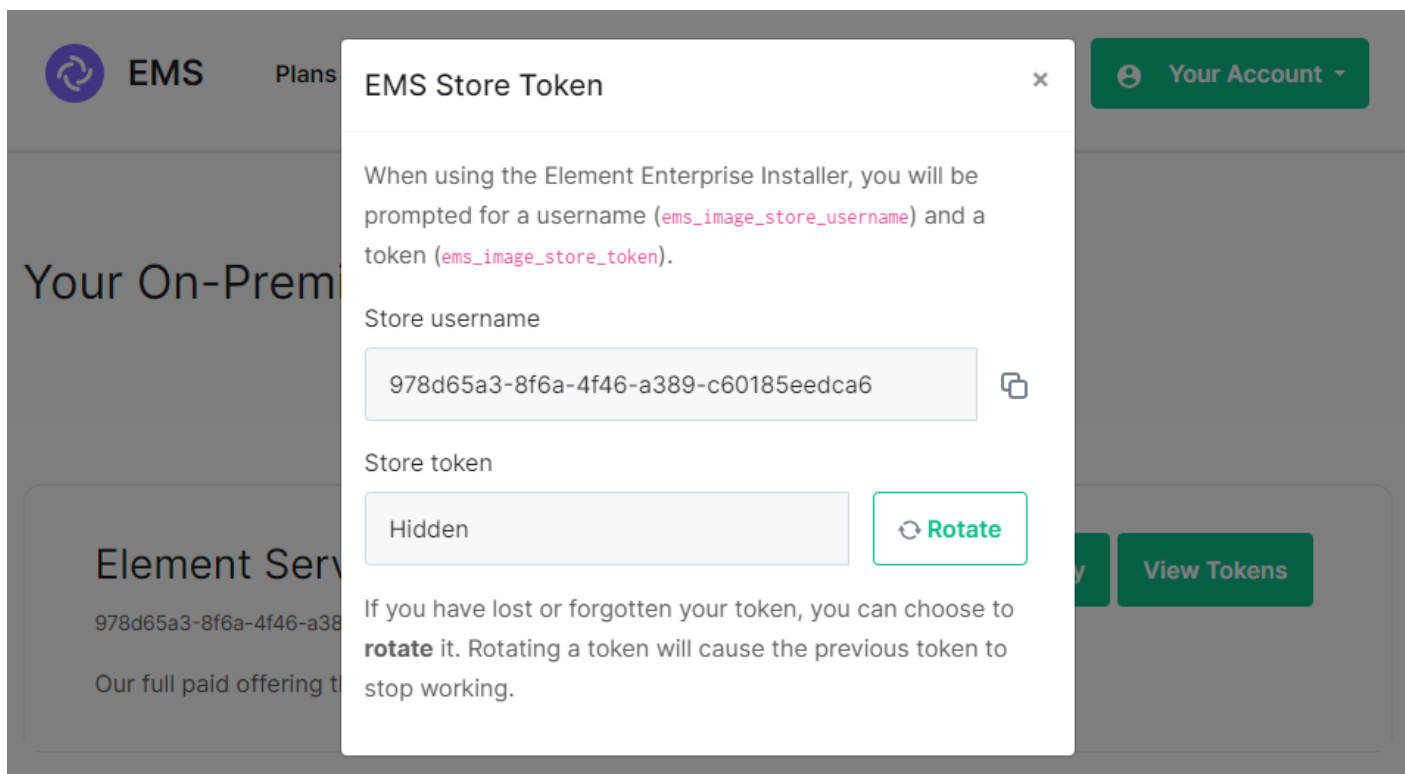 EMS
Plans
Your Account
EMS Store Token
×
When using the Element Enterprise Installer, you will be
prompted for a username (ems_image_store_username) and a
token (ems_image_store_token).
Your On-Premi
Store username
978d65a3-8f6a-4f46-a389-c60185eedca6
Store token
Hidden
Rotate
Element Serv
y
View Tokens
978d65a3-8f6a-4f46-a38
If you have lost or forgotten your token, you can choose to
rotate it. Rotating a token will cause the previous token to
stop working.
Our full paid offering t